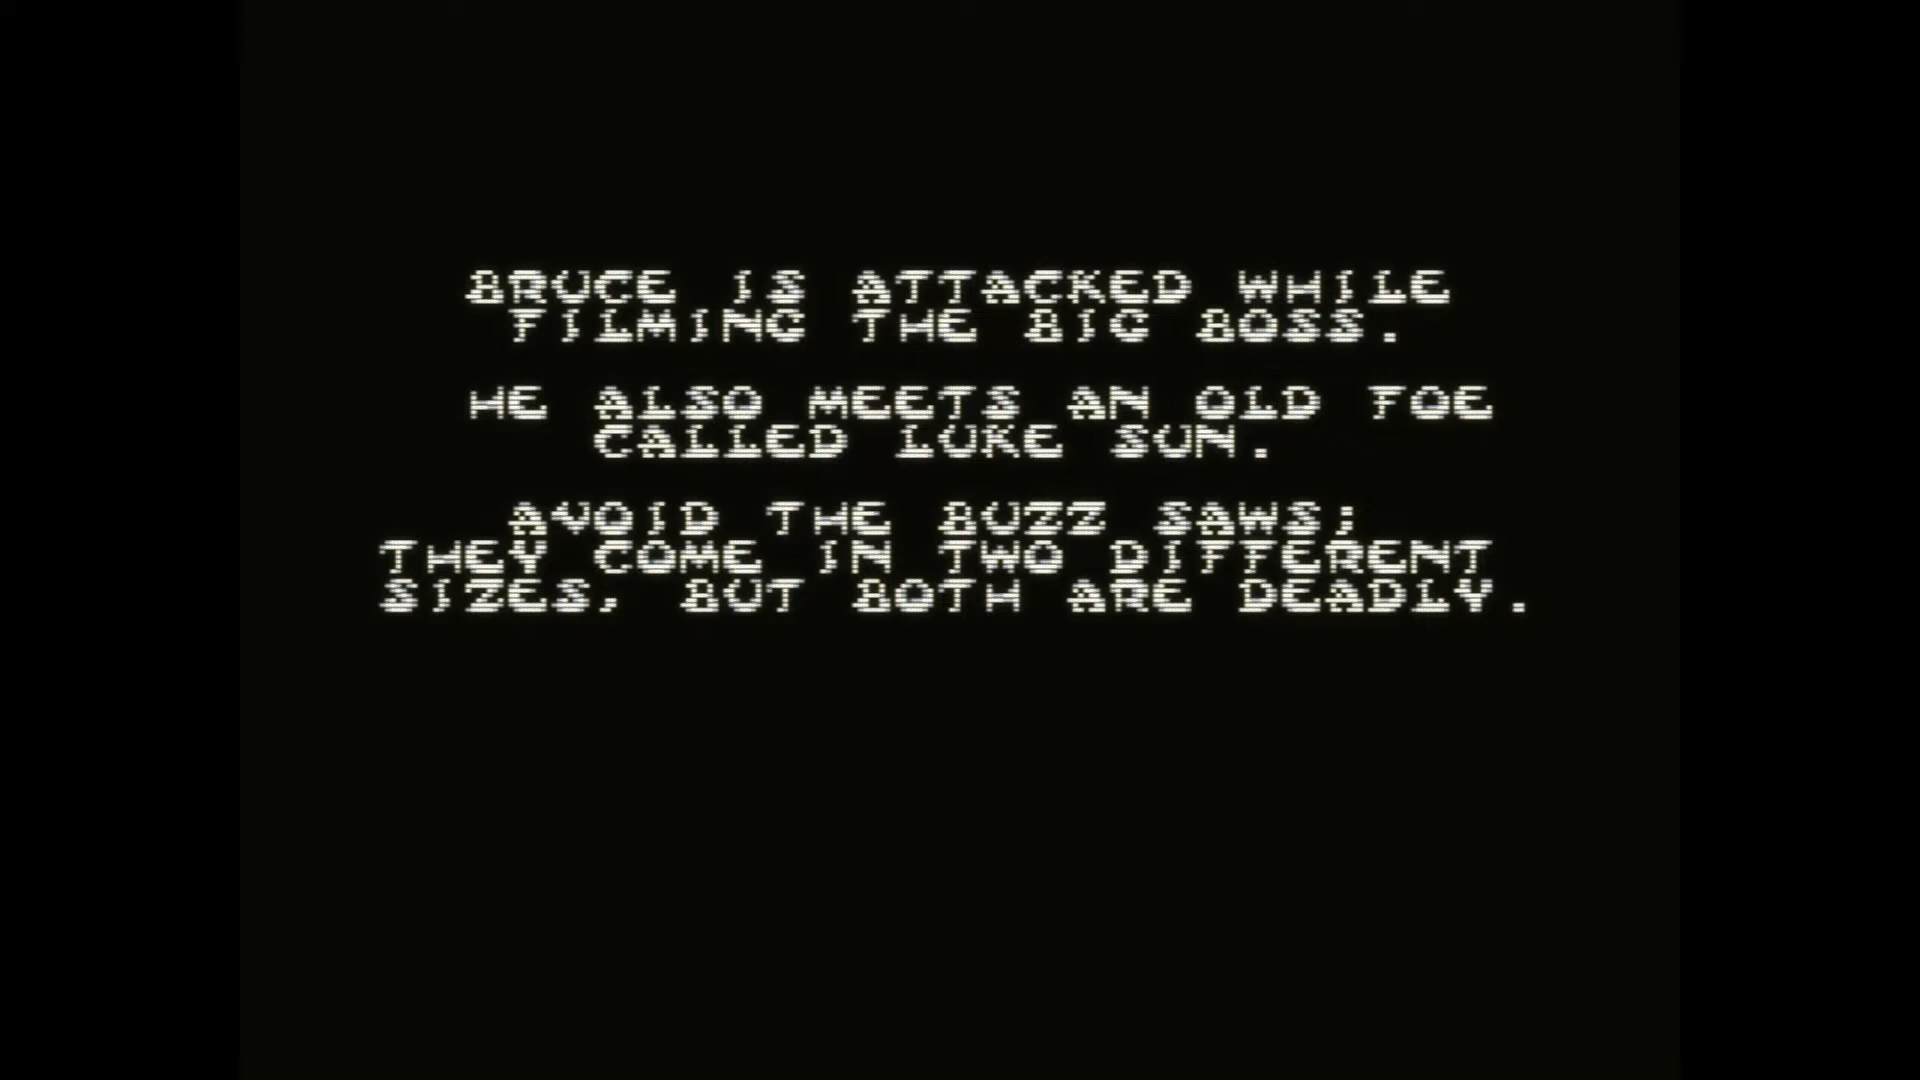 BRUCE IS ATTACKED WHILE
FILMING THE BIG BOSS.
HE ALSO MEETS AN OLD FOE
CALLED LUKE SUN.
AVOID THE BUZZ SAWS;
THEY COME IN TWO DIFFERENT
SIZES, BUT BOTH ARE DEADLY.